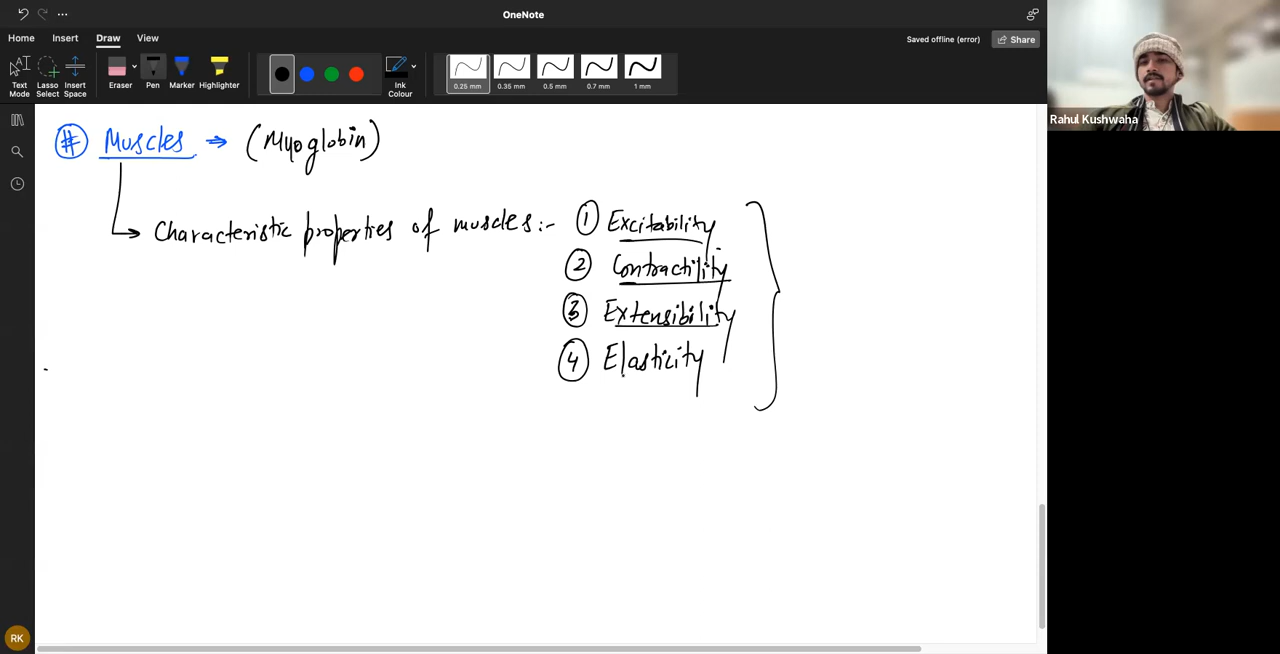 OneNote
Home Insert Draw View
Saved offline (error) Share
Text Mode
Lasso Select
Insert Space
Eraser
Pen
Marker
Highlighter
Ink Colour
0.25 mm 0.35 mm 0.5 mm 0.7 mm 1 mm
Rahul Kushwaha
# Muscles → (Myoglobin)
Characteristic properties of muscles :- ① Excitability
② Contractility
③ Extensibility
④ Elasticity
RK